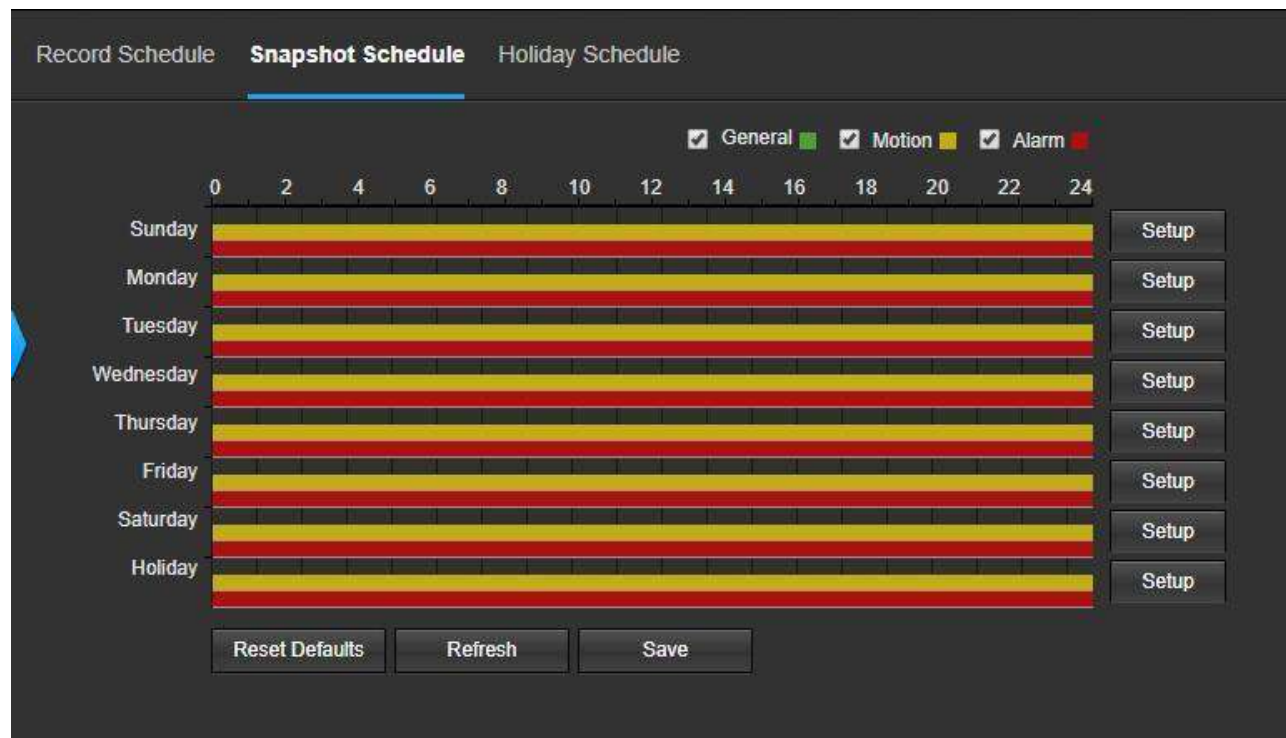 Record Schedule Snapshot Schedule Holiday Schedule
General Motion Alarm
0 2 4 6 8 10 12 14 16 18 20 22 24
Sunday Setup
Monday Setup
Tuesday Setup
Wednesday Setup
Thursday Setup
Friday Setup
Saturday Setup
Holiday Setup
Reset Defaults Refresh Save